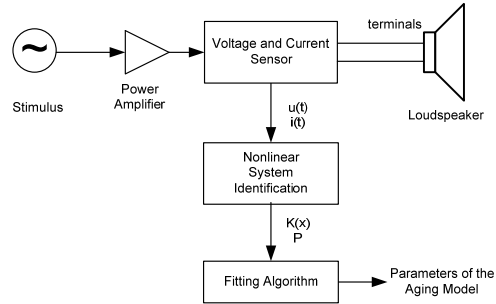 terminals
Voltage and Current
Sensor
Stimulus
Power
Amplifier
Loudspeaker
u(t)
i(t)
Nonlinear
System
Identification
K(x)
P
Fitting Algorithm
Parameters of the
Aging Model